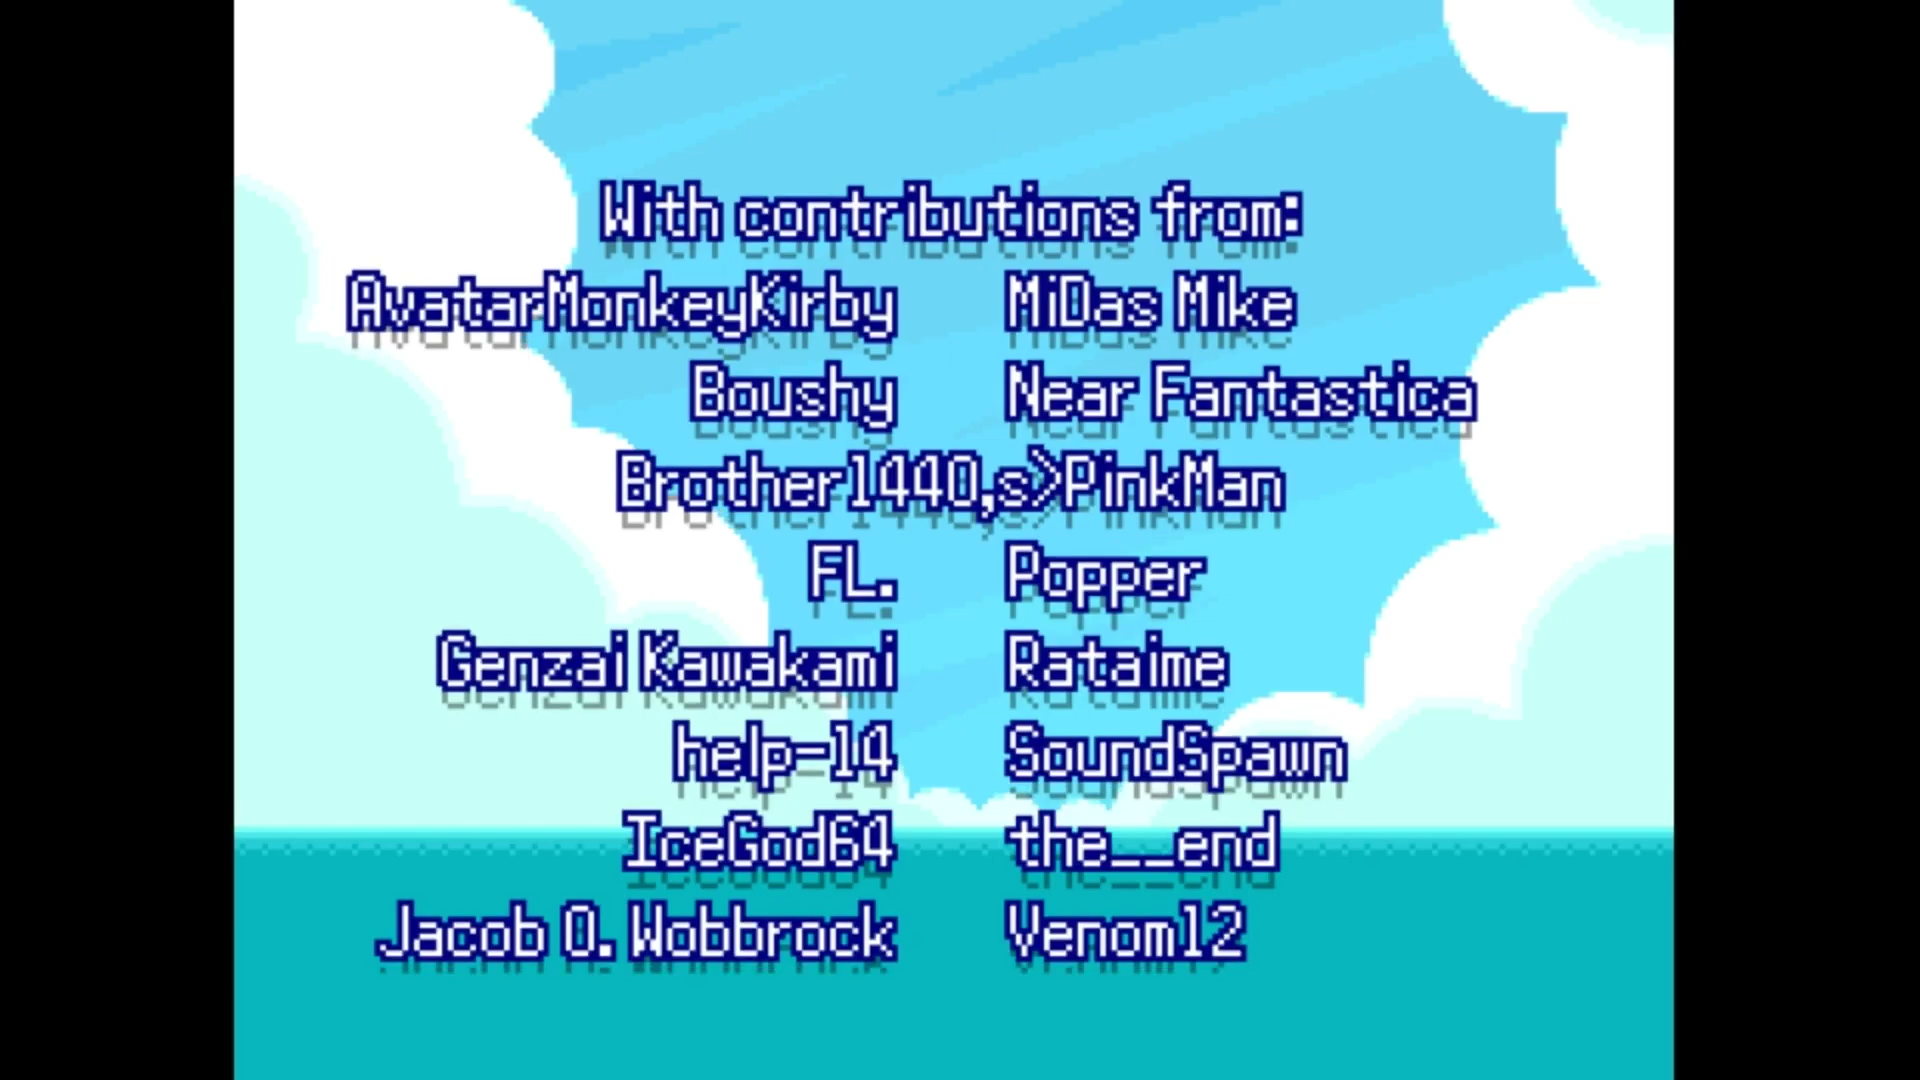 With contributions from:
AvatarMonkeyKirby MiDas Mike
Boushy Near Fantastica
Brother1440,s>PinkMan
FL. Popper
Genzai Kawakami Rataime
help-14 SoundSpawn
IceGod64 the__end
Jacob O. Wobbrock Venom12